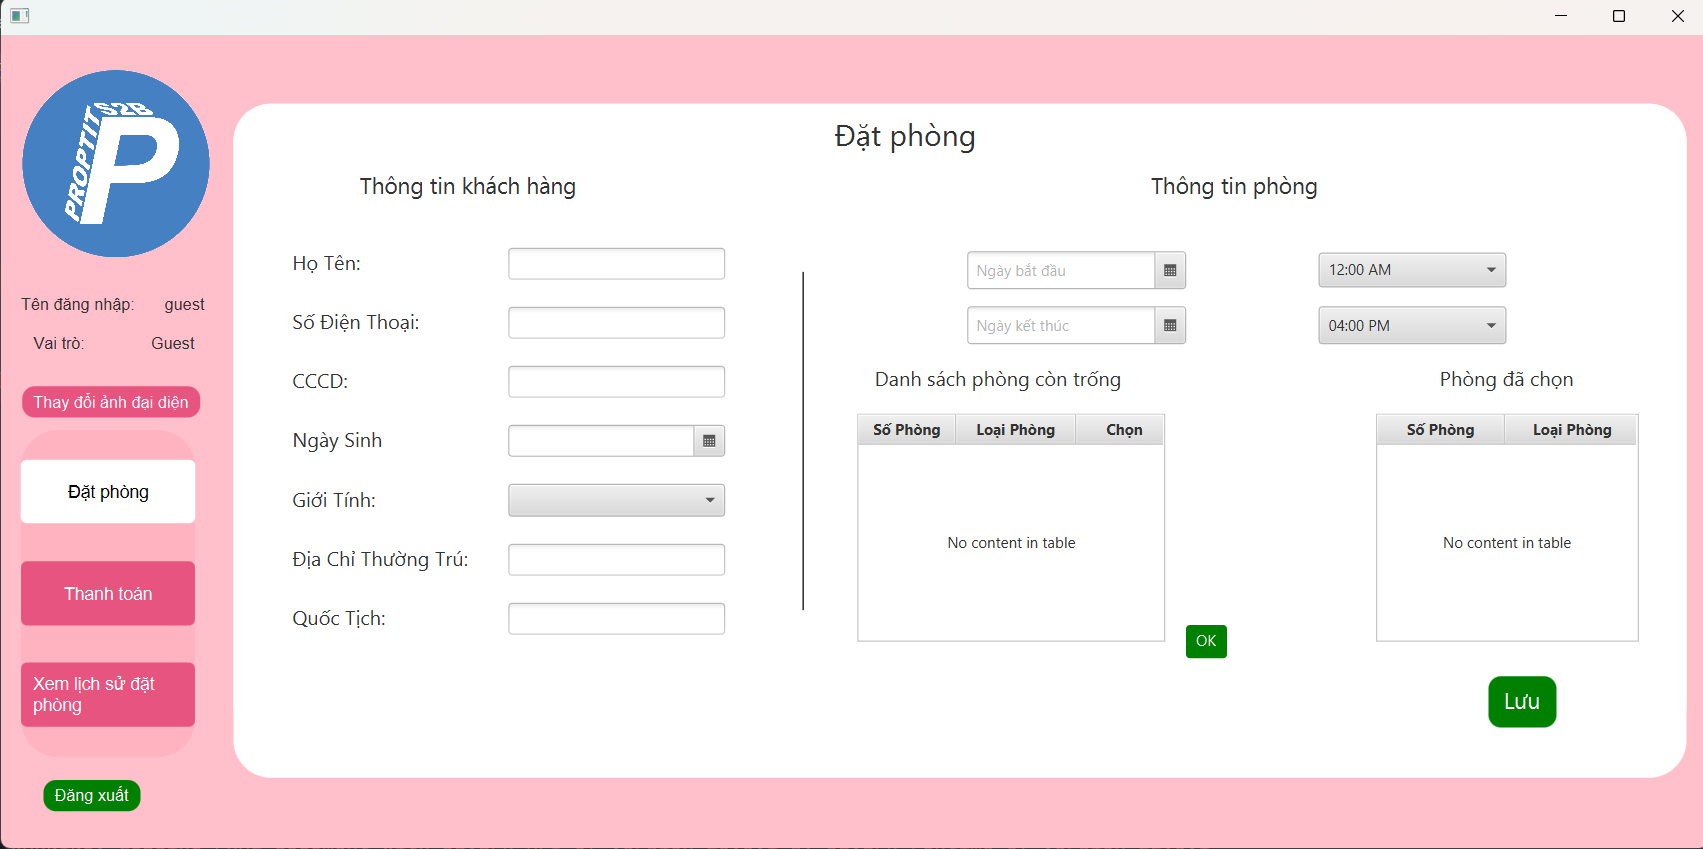 PROPTIT S2B
P
Tên đăng nhập: guest
Vai trò: Guest
Thay đổi ảnh đại diện
Đặt phòng
Thanh toán
Xem lịch sử đặt
phòng
Đăng xuất
Đặt phòng
Thông tin khách hàng
Họ Tên:
Số Điện Thoại:
CCCD:
Ngày Sinh
Giới Tính:
Địa Chỉ Thường Trú:
Quốc Tịch:
Thông tin phòng
Ngày bắt đầu 12:00 AM
Ngày kết thúc 04:00 PM
Danh sách phòng còn trống
Số Phòng Loại Phòng Chọn
No content in table
OK
Phòng đã chọn
Số Phòng Loại Phòng
No content in table
Lưu